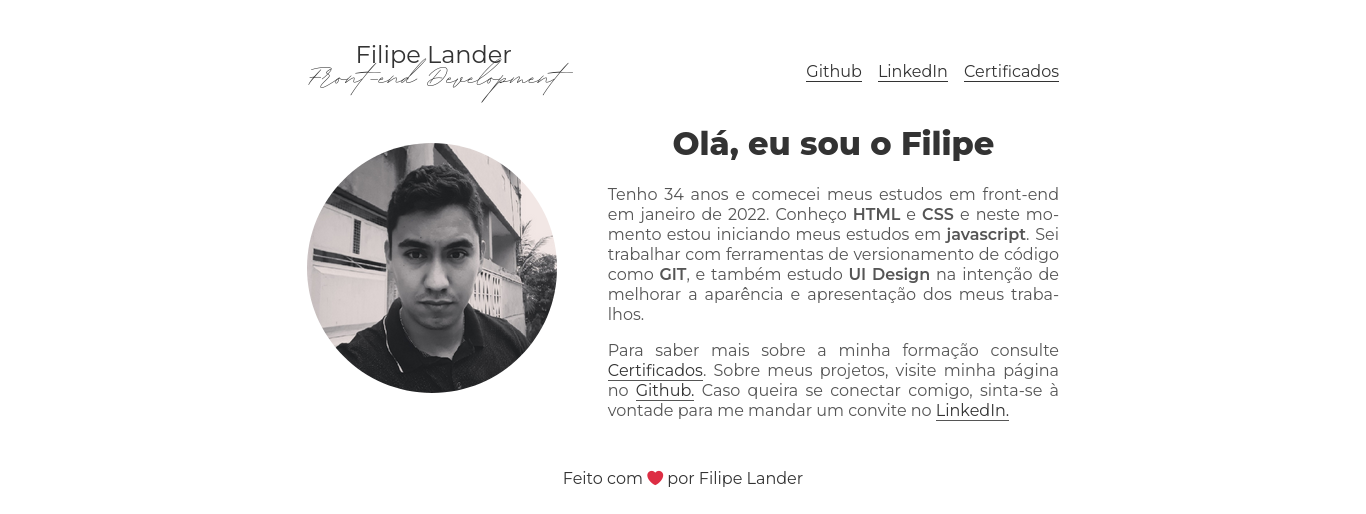 Filipe Lander
Front-end Development
Github LinkedIn Certificados
Olá, eu sou o Filipe
Tenho 34 anos e comecei meus estudos em front-end
em janeiro de 2022. Conheço HTML e CSS e neste mo-
mento estou iniciando meus estudos em javascript. Sei
trabalhar com ferramentas de versionamento de código
como GIT, e também estudo UI Design na intenção de
melhorar a aparência e apresentação dos meus traba-
lhos.
Para saber mais sobre a minha formação consulte
Certificados. Sobre meus projetos, visite minha página
no Github. Caso queira se conectar comigo, sinta-se à
vontade para me mandar um convite no LinkedIn.
Feito com ❤ por Filipe Lander